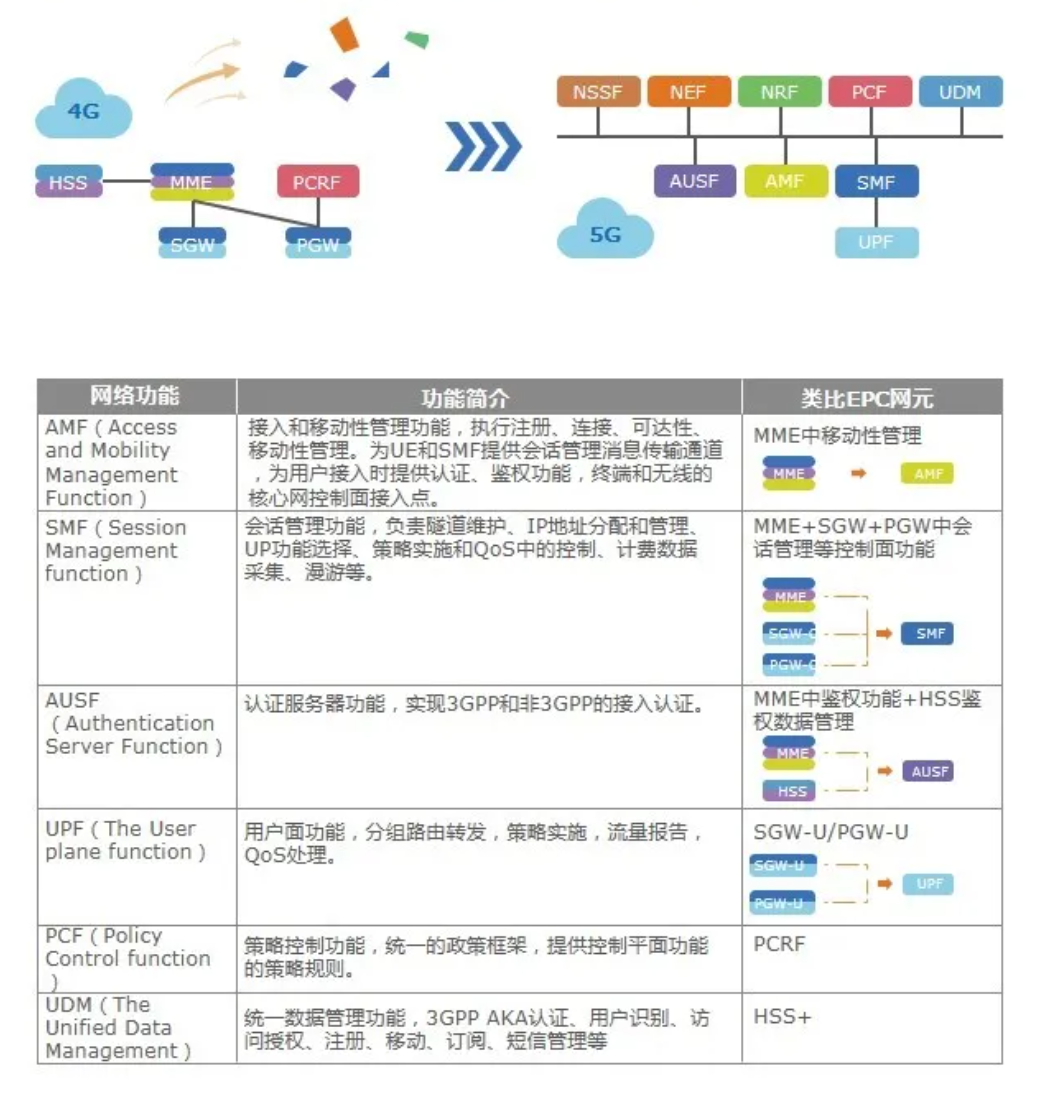 4G
HSS
MME
PCRF
SGW
PGW
NSSF
NEF
NRF
PCF
UDM
AUSF
AMF
SMF
5G
UPF
网络功能
功能简介
类比EPC网元
AMF（Access
and Mobility
Management
Function）
接入和移动性管理功能，执行注册、连接、可达性、
移动性管理。为UE和SMF提供会话管理消息传输通道
，为用户接入时提供认证、鉴权功能，终端和无线的
核心网控制面接入点。
MME中移动性管理
MME
AMF
SMF（Session
Management
function）
会话管理功能，负责隧道维护、IP地址分配和管理、
UP功能选择、策略实施和QoS中的控制、计费数据
采集、漫游等。
MME+SGW+PGW中会
话管理等控制面功能
MME
SGW-C
PGW-C
SMF
AUSF
（Authentication
Server Function）
认证服务器功能，实现3GPP和非3GPP的接入认证。
MME中鉴权功能+HSS鉴
权数据管理
MME
HSS
AUSF
UPF（The User
plane function）
用户面功能，分组路由转发，策略实施，流量报告，
QoS处理。
SGW-U/PGW-U
SGW-U
PGW-U
UPF
PCF（Policy
Control function
）
策略控制功能，统一的政策框架，提供控制平面功能
的策略规则。
PCRF
UDM（The
Unified Data
Management）
统一数据管理功能，3GPP AKA认证、用户识别、访
问授权、注册、移动、订阅、短信管理等
HSS+